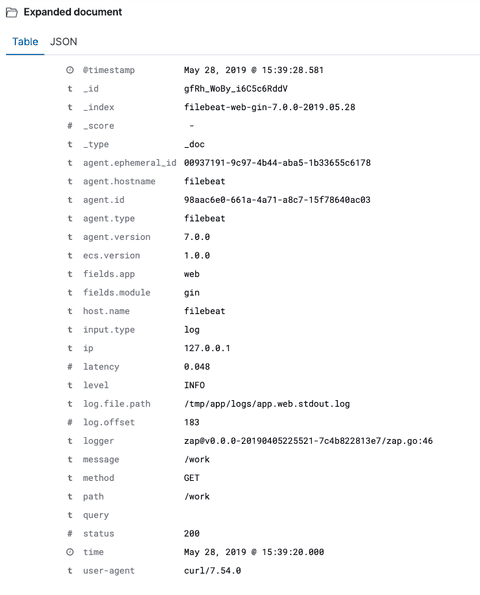 Expanded document
Table JSON
@timestamp May 28, 2019 @ 15:39:28.581
t _id gfRh_WoBy_i6C5c6RddV
t _index filebeat-web-gin-7.0.0-2019.05.28
# _score -
t _type _doc
t agent.ephemeral_id 00937191-9c97-4b44-aba5-1b33655c6178
t agent.hostname filebeat
t agent.id 98aac6e0-661a-4a71-a8c7-15f78640ac03
t agent.type filebeat
t agent.version 7.0.0
t ecs.version 1.0.0
t fields.app web
t fields.module gin
t host.name filebeat
t input.type log
t ip 127.0.0.1
# latency 0.048
t level INFO
t log.file.path /tmp/app/logs/app.web.stdout.log
# log.offset 183
t logger zap@v0.0.0-20190405225521-7c4b822813e7/zap.go:46
t message /work
t method GET
t path /work
t query
# status 200
time May 28, 2019 @ 15:39:20.000
t user-agent curl/7.54.0